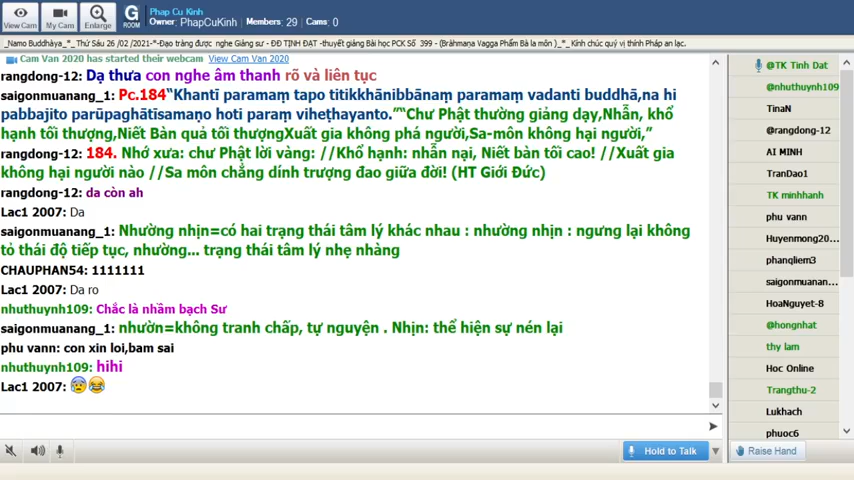 View Cam
My Cam
Enlarge
G
ROOM
Phap Cu Kinh
Owner: PhapCuKinh | Members: 29 | Cams: 0
_Namo Buddhàya_*_ Thứ Sáu 26 /02 /2021-*-Đạo tràng được nghe Giảng sư - ĐĐ TỊNH ĐẠT -thuyết giảng Bài học PCK Số 399 - (Brāhmaṇa Vagga Phẩm Bà la môn )_*_ Kính chúc quý vị thính Pháp an lạc.
Cam Van 2020 has started their webcam View Cam Van 2020
rangdong-12: Dạ thưa con nghe âm thanh rõ và liên tục
saigonmuanang_1: Pc.184“Khantī paramaṃ tapo titikkhānibbānaṃ paramaṃ vadanti buddhā,na hi
pabbajito parūpaghātīsamaṇo hoti paraṃ viheṭhayanto.”“Chư Phật thường giảng dạy,Nhẫn, khổ
hạnh tối thượng,Niết Bàn quả tối thượngXuất gia không phá người,Sa-môn không hại người,”
rangdong-12: 184. Nhớ xưa: chư Phật lời vàng: //Khổ hạnh: nhẫn nại, Niết bàn tối cao! //Xuất gia
không hại người nào //Sa môn chẳng dính trượng đao giữa đời! (HT Giới Đức)
rangdong-12: da còn ah
Lac1 2007: Da
saigonmuanang_1: Nhường nhịn=có hai trạng thái tâm lý khác nhau : nhường nhịn : ngưng lại không
tỏ thái độ tiếp tục, nhường... trạng thái tâm lý nhẹ nhàng
CHAUPHAN54: 1111111
Lac1 2007: Da ro
nhuthuynh109: Chắc là nhầm bạch Sư
saigonmuanang_1: nhườn=không tranh chấp, tự nguyện . Nhịn: thể hiện sự nén lại
phu vann: con xin loi,bam sai
nhuthuynh109: hihi
Lac1 2007:
Hold to Talk
@TK Tinh Dat
@nhuthuynh109
TinaN
@rangdong-12
AI MINH
TranDao1
TK minhhanh
phu vann
Huyenmong20...
phanqliem3
saigonmuanan...
HoaNguyet-8
@hongnhat
thy lam
Hoc Online
Trangthu-2
Lukhach
phuoc6
Raise Hand